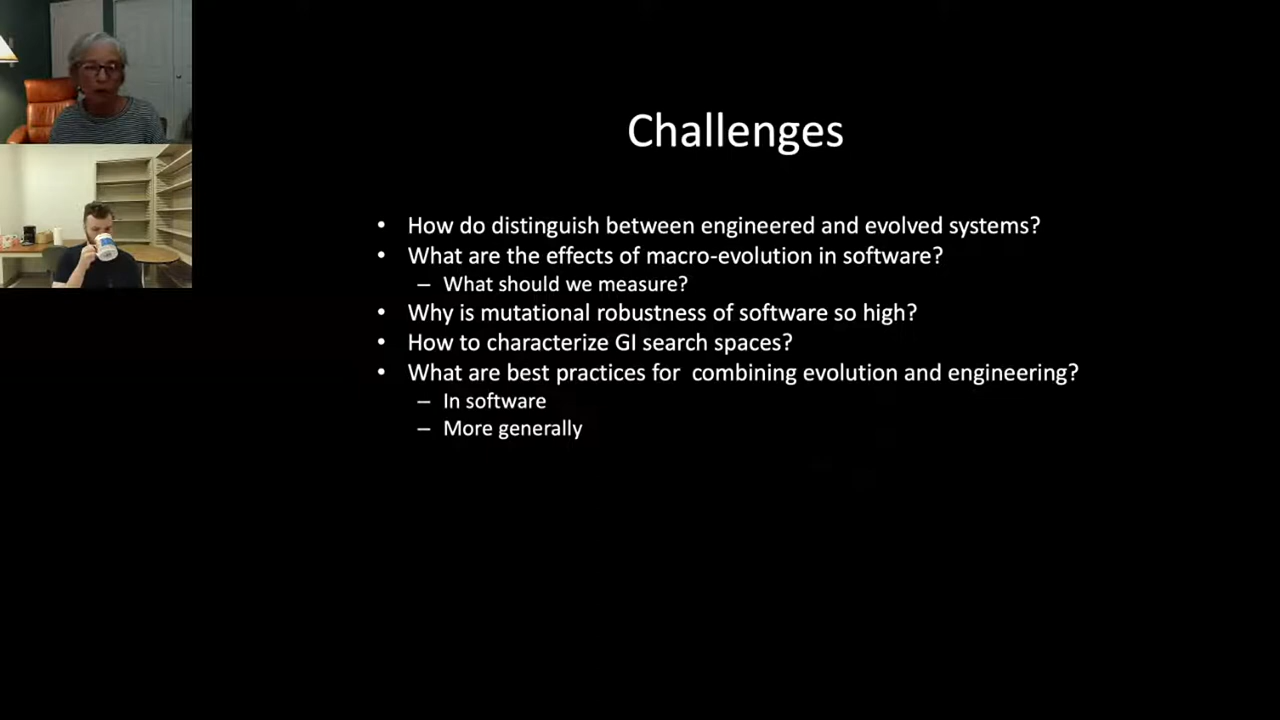 Challenges
• How do distinguish between engineered and evolved systems?
• What are the effects of macro-evolution in software?
– What should we measure?
• Why is mutational robustness of software so high?
• How to characterize GI search spaces?
• What are best practices for  combining evolution and engineering?
– In software
– More generally